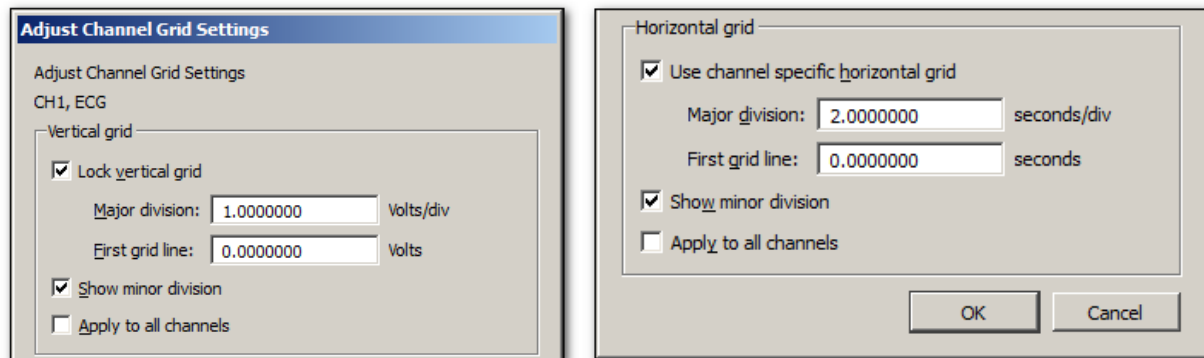 Adjust Channel Grid Settings
Adjust Channel Grid Settings
CH1, ECG
Vertical grid
Lock vertical grid
Major division: 1.0000000 Volts/div
First grid line: 0.0000000 Volts
Show minor division
Apply to all channels
Horizontal grid
Use channel specific horizontal grid
Major division: 2.0000000 seconds/div
First grid line: 0.0000000 seconds
Show minor division
Apply to all channels
OK Cancel